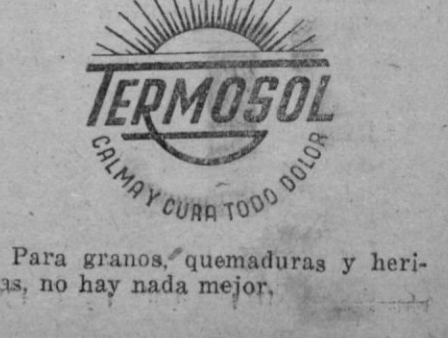 TERMOSOL
CALMA Y CURA TODO DOLOR
Para granos, quemaduras y heri-
as, no hay nada mejor.